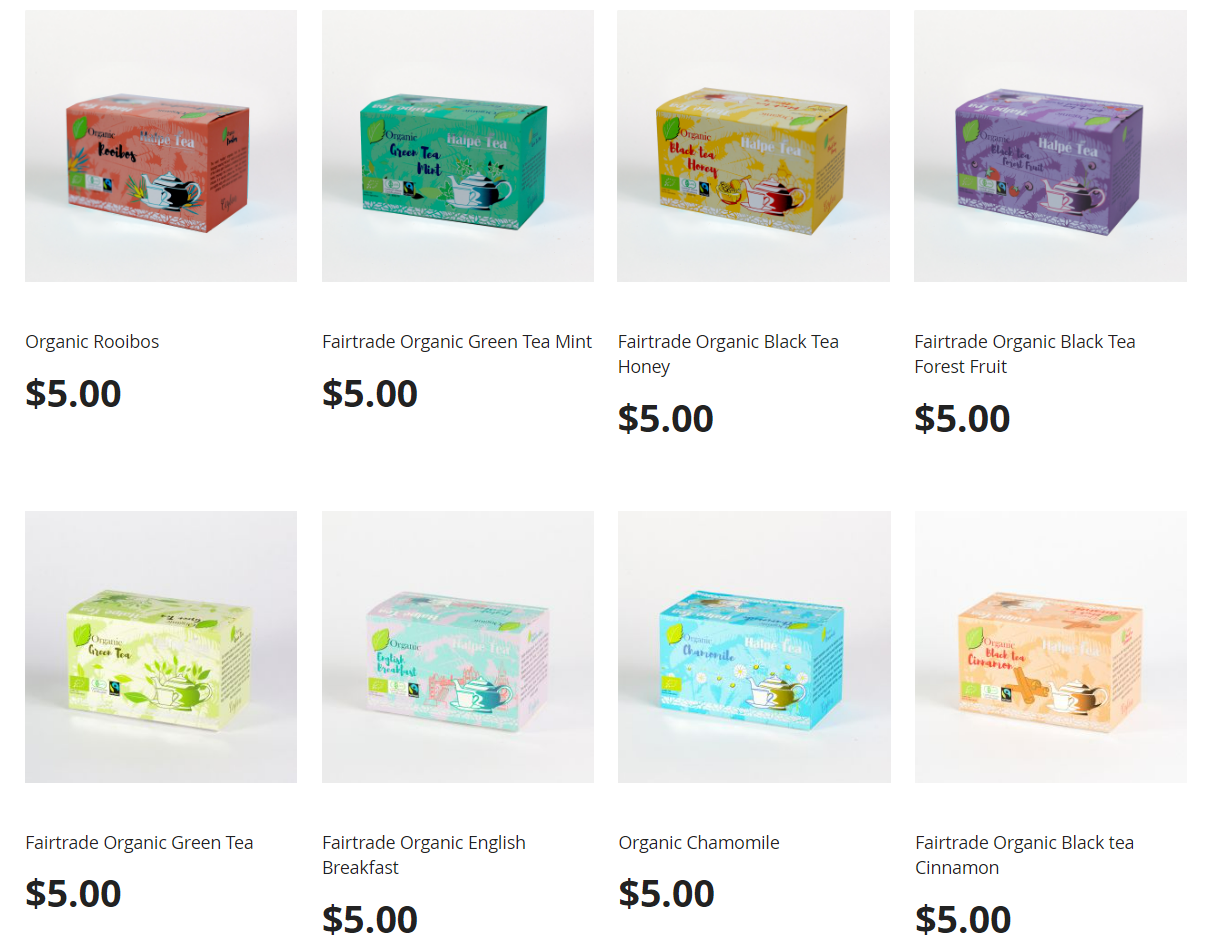 Organic
Rooibos
Halpe Tea
Organic
Green Tea
Mint
Halpe Tea
Organic
Black tea
Honey
Halpe Tea
Organic
Black tea
Forest Fruit
Halpe Tea
Organic Rooibos
$5.00
Fairtrade Organic Green Tea Mint
$5.00
Fairtrade Organic Black Tea
Honey
$5.00
Fairtrade Organic Black Tea
Forest Fruit
$5.00
Organic
Green Tea
Organic
English
Breakfast
Halpe Tea
Organic
Chamomile
Halpe Tea
Organic
Black tea
Cinnamon
Halpe Tea
Fairtrade Organic Green Tea
$5.00
Fairtrade Organic English
Breakfast
$5.00
Organic Chamomile
$5.00
Fairtrade Organic Black tea
Cinnamon
$5.00